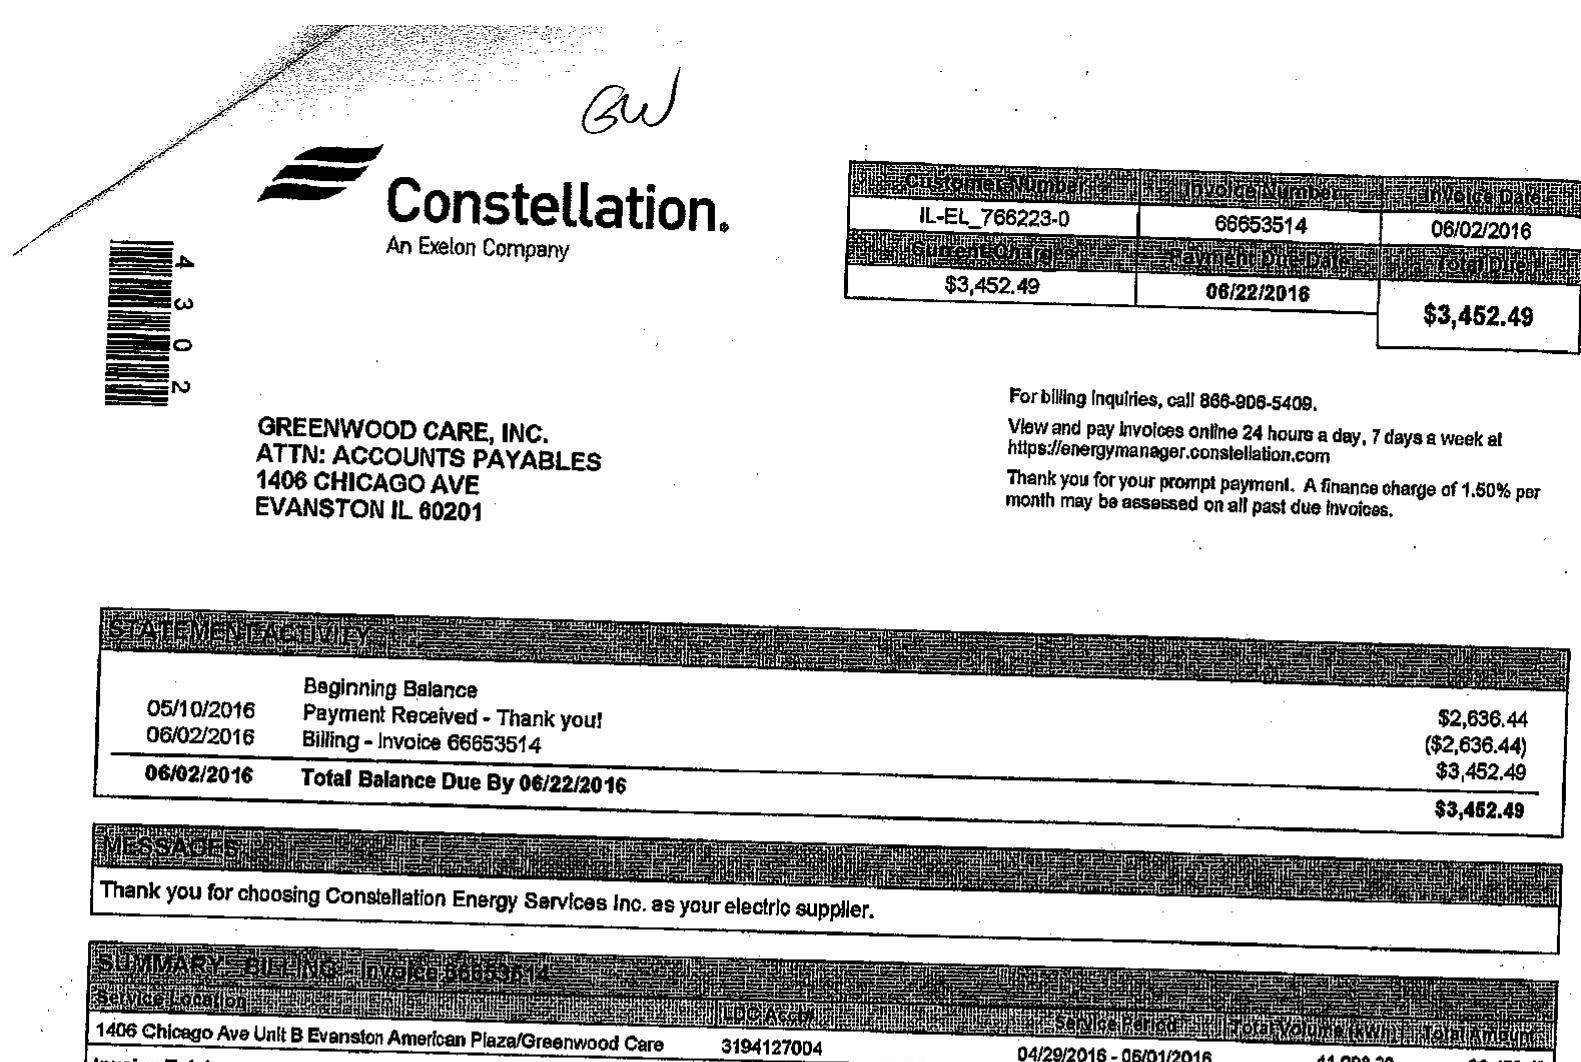 GW
Constellation.
An Exelon Company
4 3 0 2
Customer Number Invoice Number Invoice Date
IL-EL_766223-0 66653514 06/02/2016
Current Charges Payment Due Date Total Due
$3,452.49 06/22/2016 $3,452.49
For billing inquiries, call 866-906-5409.
View and pay invoices online 24 hours a day, 7 days a week at
https://energymanager.constellation.com
Thank you for your prompt payment. A finance charge of 1.50% per
month may be assessed on all past due invoices.
GREENWOOD CARE, INC.
ATTN: ACCOUNTS PAYABLES
1406 CHICAGO AVE
EVANSTON IL 60201
STATEMENT ACTIVITY
Beginning Balance $2,636.44
05/10/2016 Payment Received - Thank you! ($2,636.44)
06/02/2016 Billing - Invoice 66653514 $3,452.49
06/02/2016 Total Balance Due By 06/22/2016 $3,452.49
MESSAGES
Thank you for choosing Constellation Energy Services Inc. as your electric supplier.
SUMMARY BILLING - Invoice 66653514
Service Location LDC Acct# Service Period Total Volume (kWh) Total Amount
1406 Chicago Ave Unit B Evanston American Plaza/Greenwood Care 3194127004 04/29/2016 -